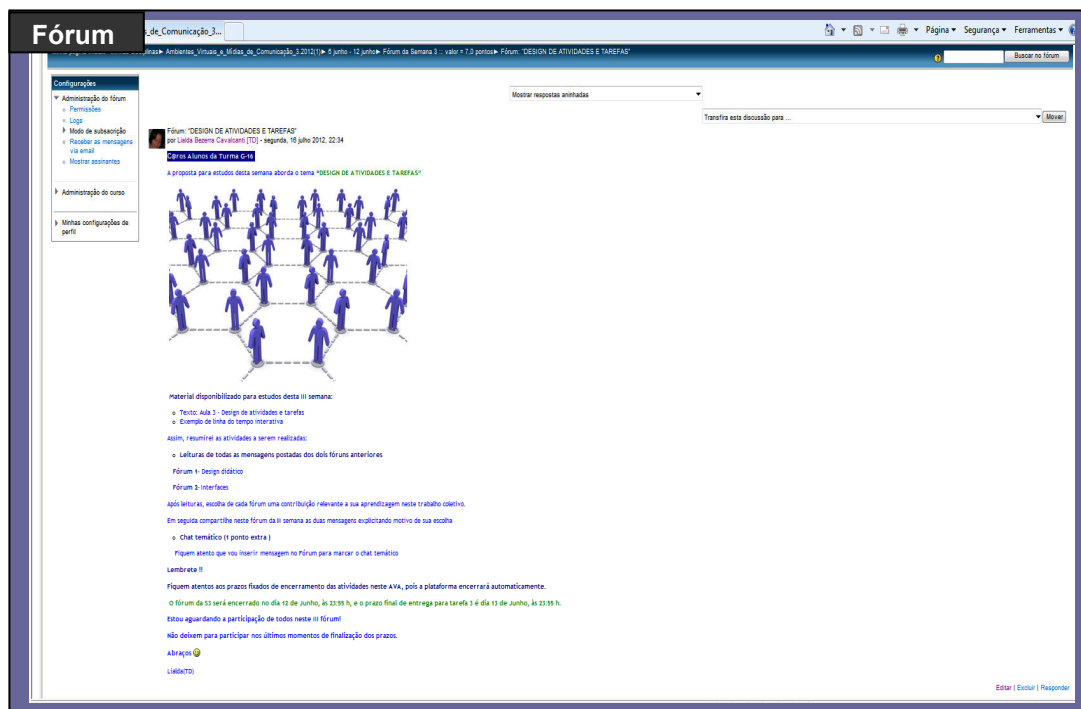 Fórum
s_de_Comunicação_3...
Página Segurança Ferramentas
Ambientes_Virtuais_e_Mídias_de_Comunicação_3.2012(1) ► 6 junho - 12 junho ► Fórum da Semana 3 :: valor = 7,0 pontos ► Fórum: "DESIGN DE ATIVIDADES E TAREFAS"
Buscar no fórum
Configurações
Administração do fórum
Permissões
Logs
Modo de subscrição
Receber as mensagens
via email
Mostrar assinantes
Administração do curso
Minhas configurações de
perfil
Mostrar respostas aninhadas
Transfira esta discussão para ...
Mover
Fórum: "DESIGN DE ATIVIDADES E TAREFAS"
por Lialda Bezerra Cavalcanti [TD] - segunda, 16 julho 2012, 22:34
C@ros Alunos da Turma G-16
A proposta para estudos desta semana aborda o tema "DESIGN DE ATIVIDADES E TAREFAS"
Material disponibilizado para estudos desta III semana:
Texto: Aula 3 - Design de atividades e tarefas
Exemplo de linha do tempo interativa
Assim, resumirei as atividades a serem realizadas:
Leituras de todas as mensagens postadas dos dois fóruns anteriores
Fórum 1- Design didático
Fórum 2- Interfaces
Após leituras, escolha de cada fórum uma contribuição relevante a sua aprendizagem neste trabalho coletivo.
Em seguida compartilhe neste fórum da III semana as duas mensagens explicitando motivo de sua escolha
Chat temático (1 ponto extra )
Fiquem atento que vou inserir mensagem no Fórum para marcar o chat temático
Lembrete !!
Fiquem atentos aos prazos fixados de encerramento das atividades neste AVA, pois a plataforma encerrará automaticamente.
O fórum da S3 será encerrado no dia 12 de Junho, às 23:55 h, e o prazo final de entrega para tarefa 3 é dia 13 de Junho, às 23:55 h.
Estou aguardando a participação de todos neste III fórum!
Não deixem para participar nos últimos momentos de finalização dos prazos.
Abraços
Lialda(TD)
Editar | Excluir | Responder